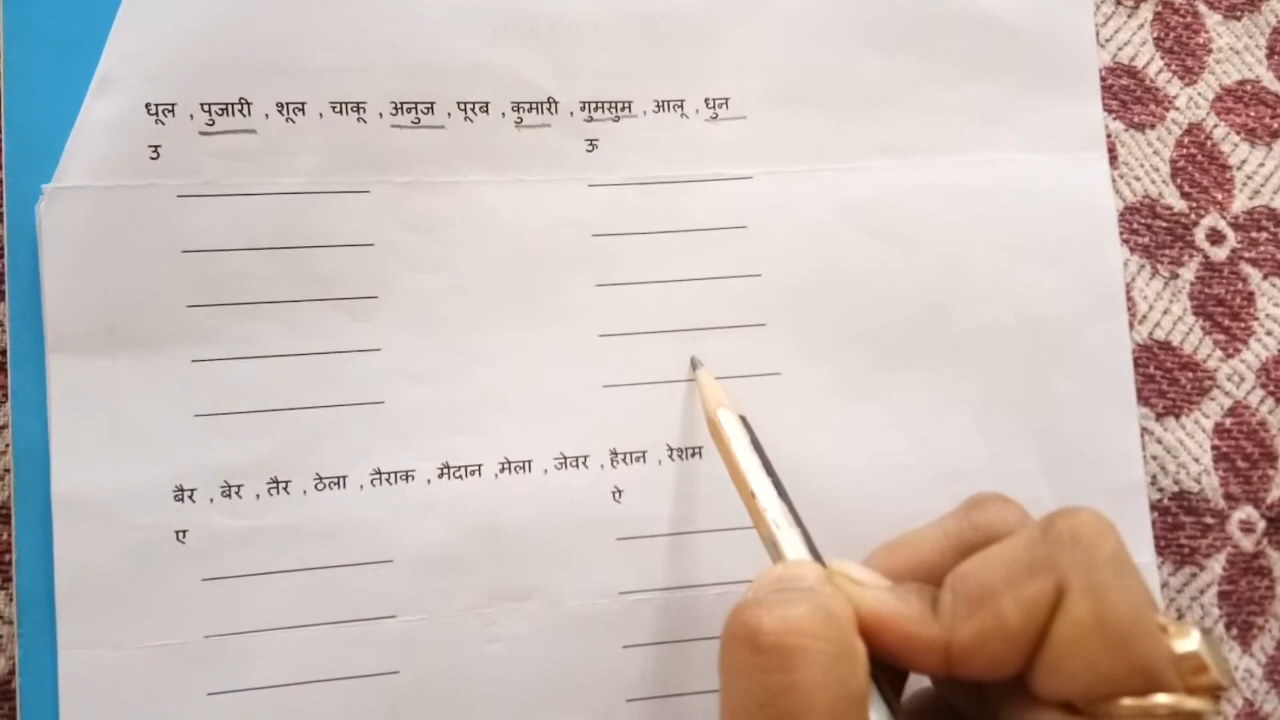 धूल , पुजारी , शूल , चाकू , अनुज , पूरब , कुमारी , गुमसुम , आलू , धुन
उ ऊ
बैर , बेर , तैर , ठेला , तैराक , मैदान ,मेला , जेवर , हैरान , रेशम
ए ऐ